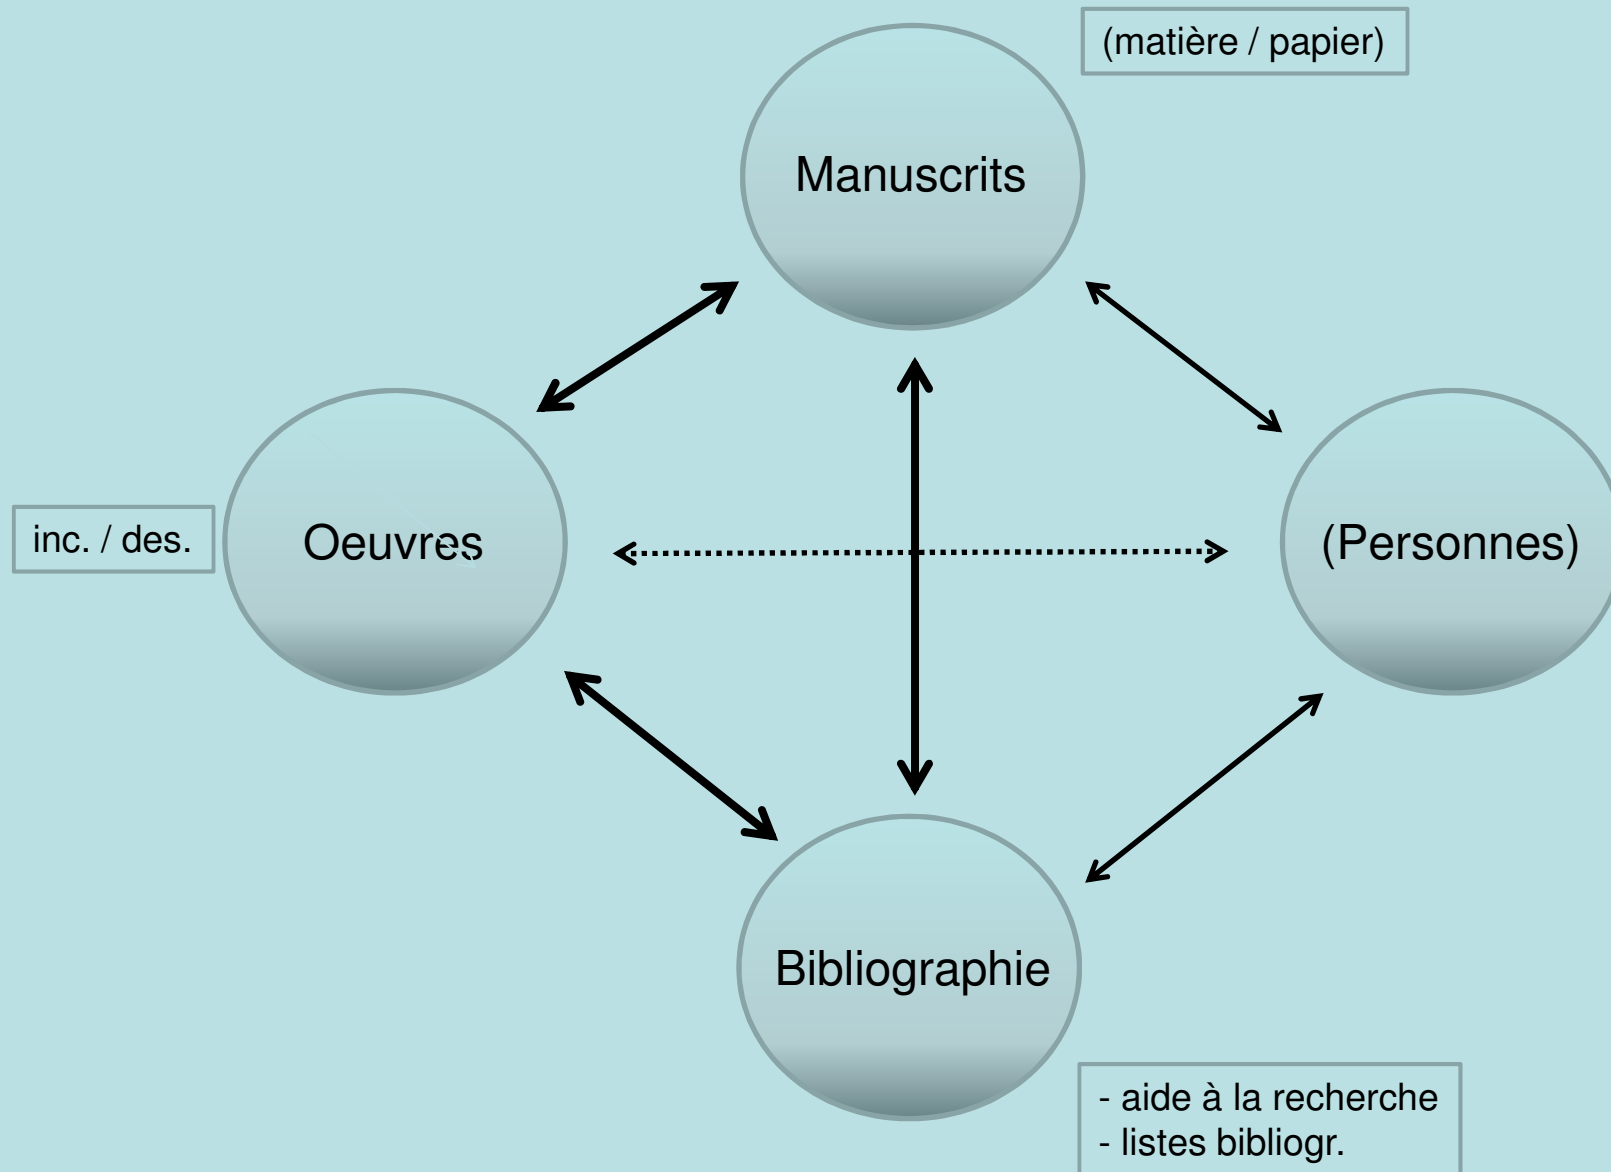 (matière / papier)
Manuscrits
inc. / des.
Oeuvres
(Personnes)
Bibliographie
- aide à la recherche
- listes bibliogr.